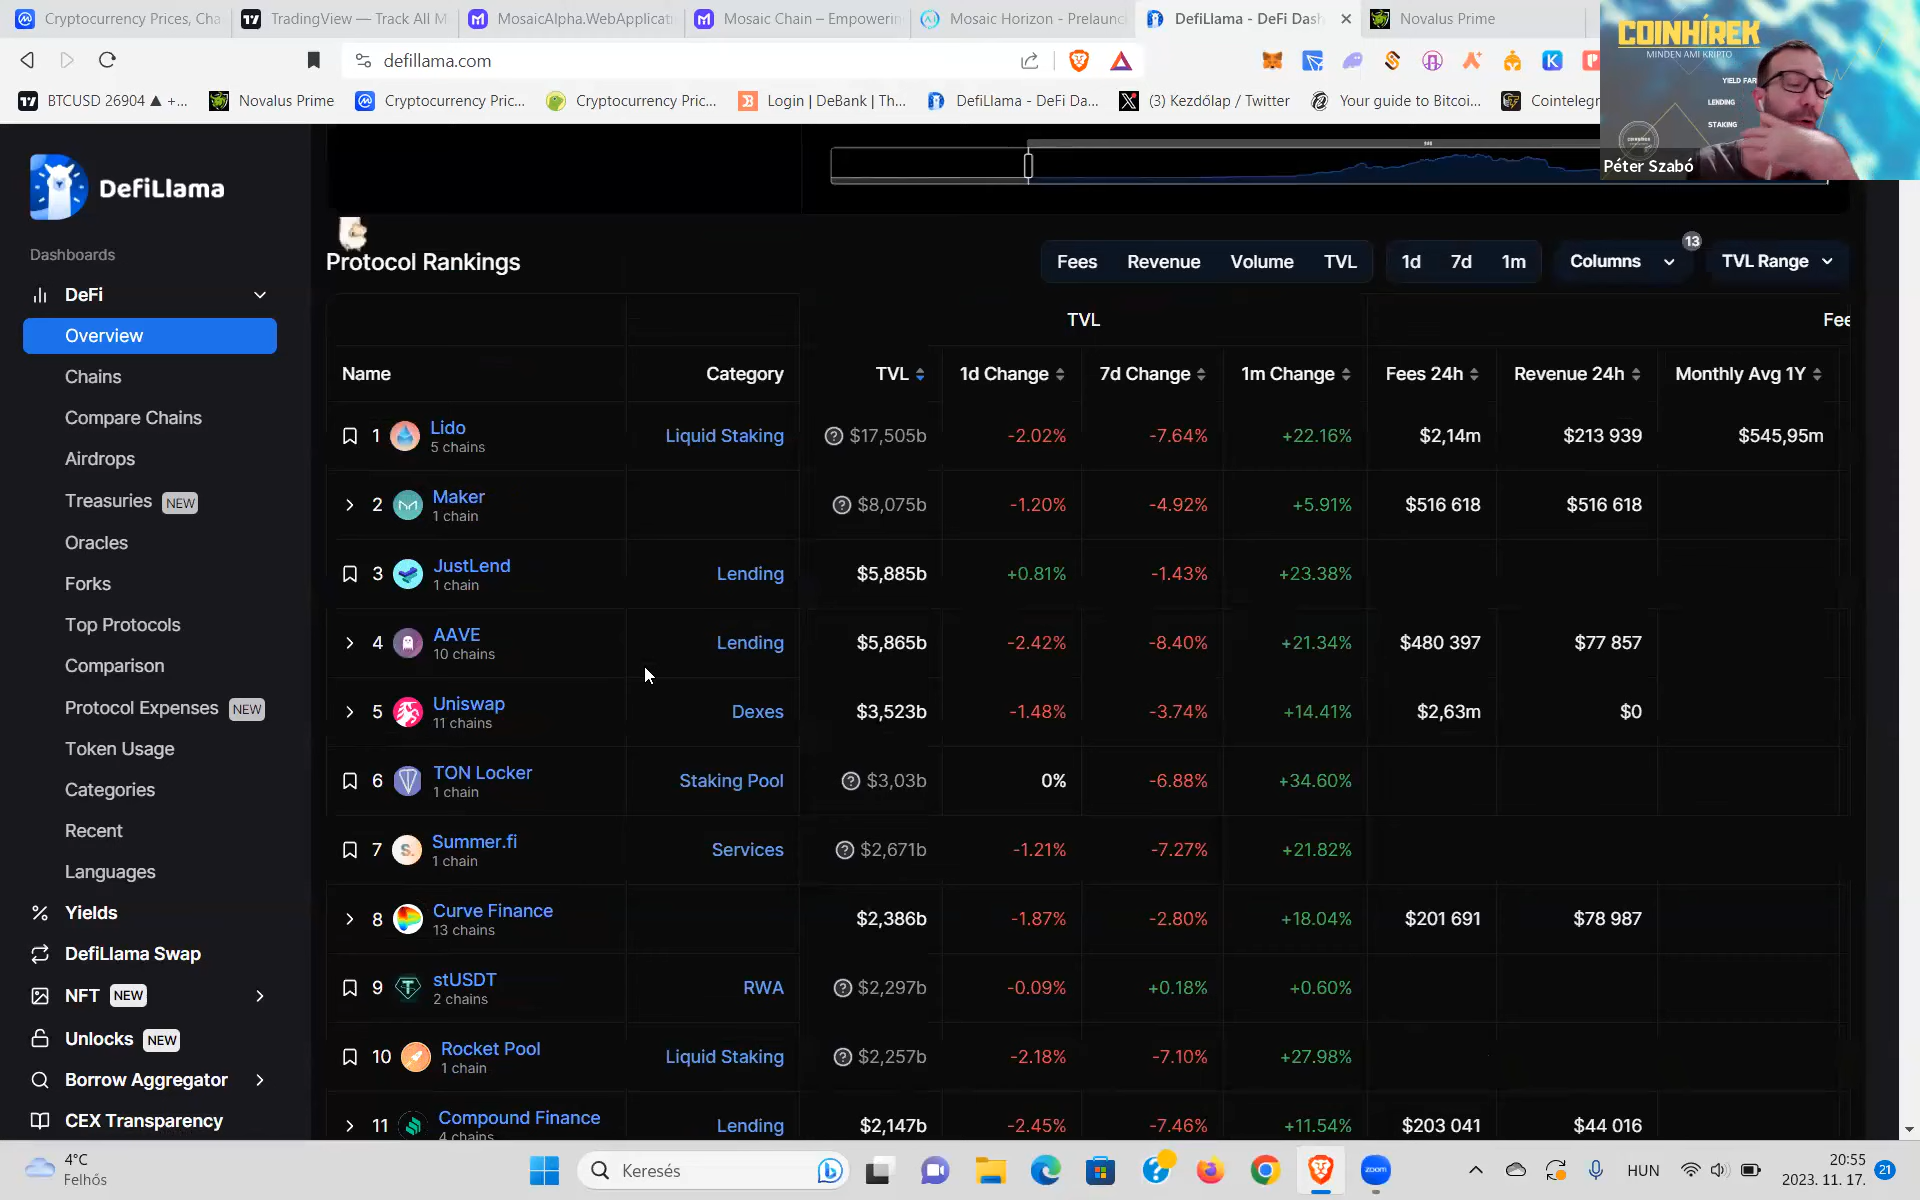 Cryptocurrency Prices, Cha
TradingView — Track All M
MosaicAlpha.WebApplicati
Mosaic Chain – Empowerin
Mosaic Horizon - Prelaunc
DefiLlama - DeFi Dash
Novalus Prime
defillama.com
BTCUSD 26904 ▲ +...
Novalus Prime
Cryptocurrency Pric...
Cryptocurrency Pric...
Login | DeBank | Th...
DefiLlama - DeFi Da...
(3) Kezdőlap / Twitter
Your guide to Bitcoi...
Cointelegr
COINHÍREK
MINDEN AMI KRIPTO
YIELD FAR
LENDING
STAKING
Péter Szabó
DefiLlama
Dashboards
DeFi
Overview
Chains
Compare Chains
Airdrops
Treasuries NEW
Oracles
Forks
Top Protocols
Comparison
Protocol Expenses NEW
Token Usage
Categories
Recent
Languages
Yields
DefiLlama Swap
NFT NEW
Unlocks NEW
Borrow Aggregator
CEX Transparency
Protocol Rankings
Fees Revenue Volume TVL
1d 7d 1m
Columns
13
TVL Range
TVL
Fee
Name Category TVL 1d Change 7d Change 1m Change Fees 24h Revenue 24h Monthly Avg 1Y
1 Lido Liquid Staking $17,505b -2.02% -7.64% +22.16% $2,14m $213 939 $545,95m
5 chains
2 Maker $8,075b -1.20% -4.92% +5.91% $516 618 $516 618
1 chain
3 JustLend Lending $5,885b +0.81% -1.43% +23.38%
1 chain
4 AAVE Lending $5,865b -2.42% -8.40% +21.34% $480 397 $77 857
10 chains
5 Uniswap Dexes $3,523b -1.48% -3.74% +14.41% $2,63m $0
11 chains
6 TON Locker Staking Pool $3,03b 0% -6.88% +34.60%
1 chain
7 Summer.fi Services $2,671b -1.21% -7.27% +21.82%
1 chain
8 Curve Finance $2,386b -1.87% -2.80% +18.04% $201 691 $78 987
13 chains
9 stUSDT RWA $2,297b -0.09% +0.18% +0.60%
2 chains
10 Rocket Pool Liquid Staking $2,257b -2.18% -7.10% +27.98%
1 chain
11 Compound Finance Lending $2,147b -2.45% -7.46% +11.54% $203 041 $44 016
4 chains
4°C
Felhős
Keresés
zoom
HUN
20:55
2023. 11. 17.
21